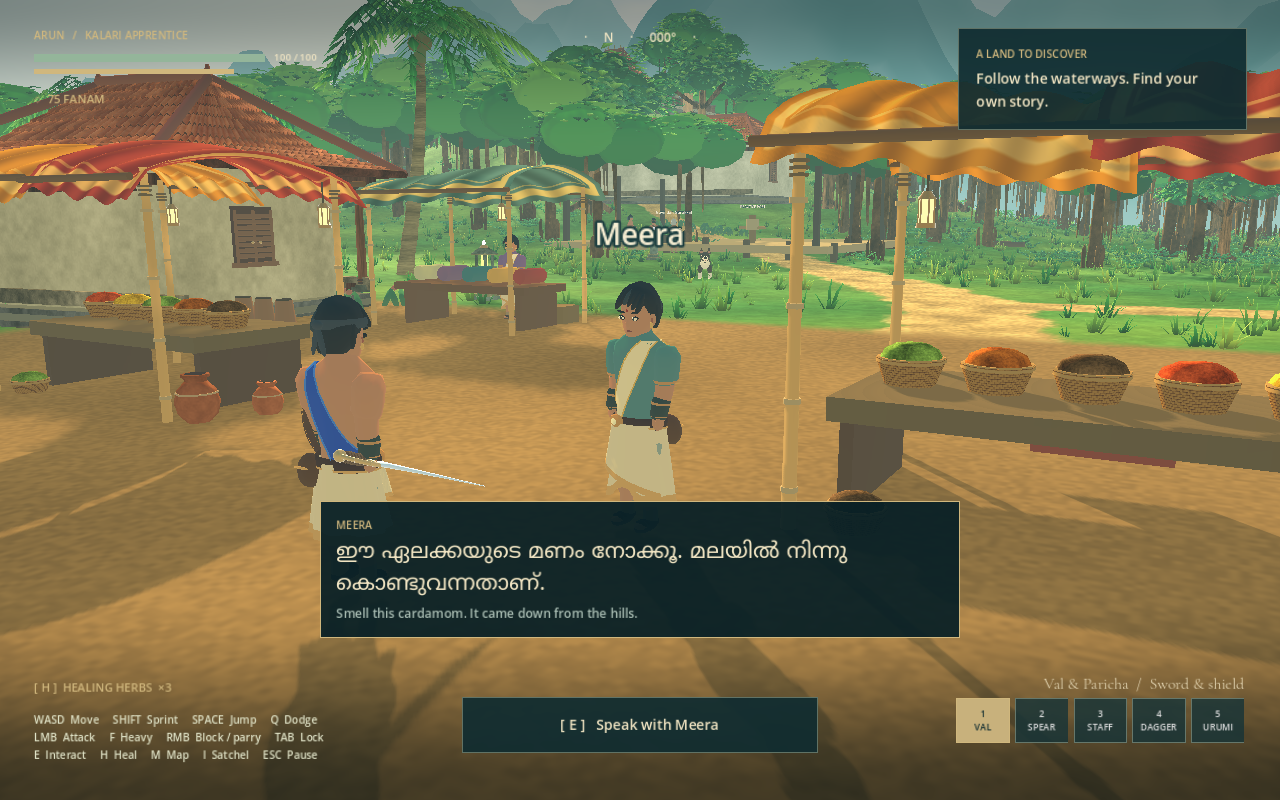 ARUN / KALARI APPRENTICE
100 / 100
75 FANAM
· N · 000° ·
A LAND TO DISCOVER
Follow the waterways. Find your
own story.
Meera
MEERA
ഈ ഏലക്കയുടെ മണം നോക്കൂ. മലയിൽ നിന്നു
കൊണ്ടുവന്നതാണ്.
Smell this cardamom. It came down from the hills.
[ H ] HEALING HERBS ×3
WASD Move SHIFT Sprint SPACE Jump Q Dodge
LMB Attack F Heavy RMB Block / parry TAB Lock
E Interact H Heal M Map I Satchel ESC Pause
[ E ] Speak with Meera
Val & Paricha / Sword & shield
1 2 3 4 5
VAL SPEAR STAFF DAGGER URUMI